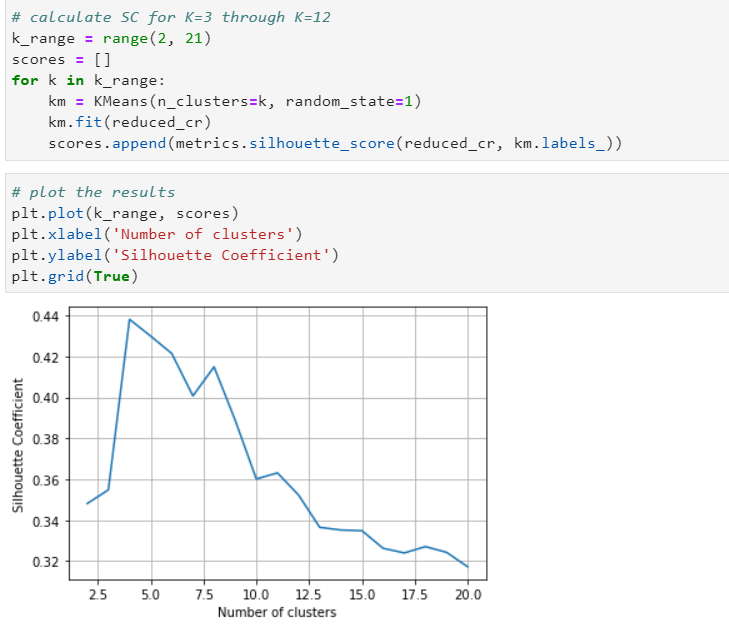 # calculate SC for K=3 through K=12
k_range = range(2, 21)
scores = []
for k in k_range:
    km = KMeans(n_clusters=k, random_state=1)
    km.fit(reduced_cr)
    scores.append(metrics.silhouette_score(reduced_cr, km.labels_))
# plot the results
plt.plot(k_range, scores)
plt.xlabel('Number of clusters')
plt.ylabel('Silhouette Coefficient')
plt.grid(True)
0.44
0.42
0.40
0.38
0.36
0.34
0.32
Silhouette Coefficient
2.5 5.0 7.5 10.0 12.5 15.0 17.5 20.0
Number of clusters